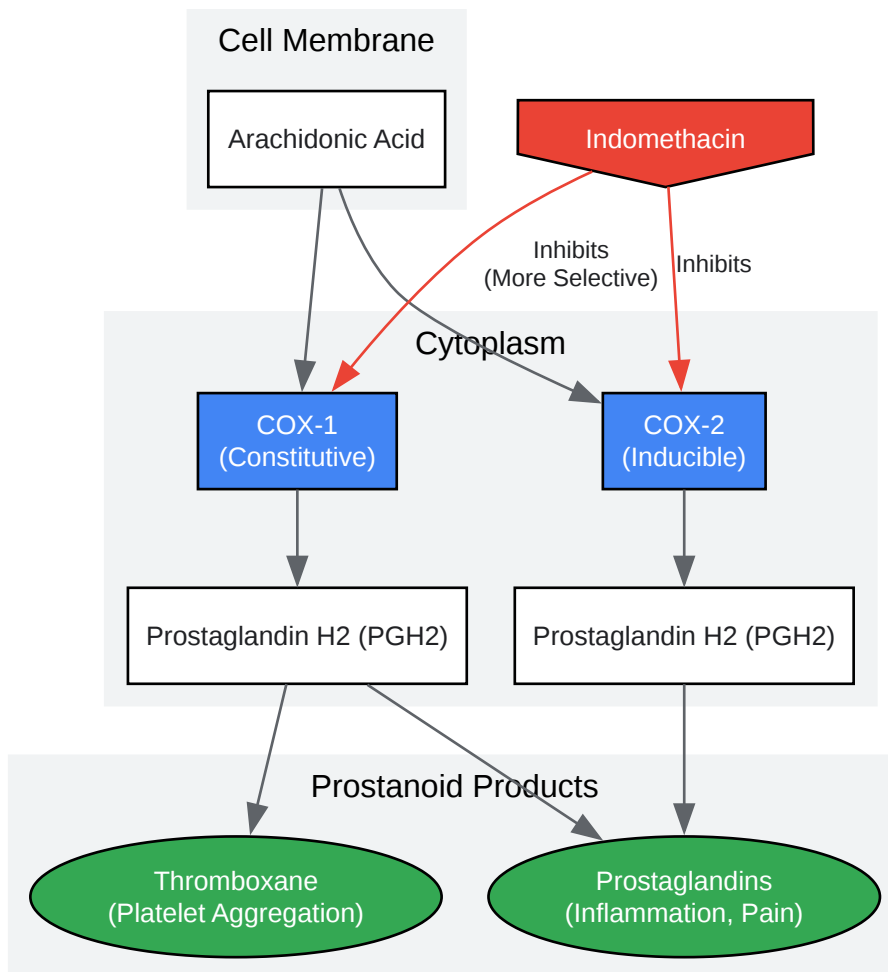 Cell Membrane
Arachidonic Acid
Indomethacin
Inhibits
(More Selective)
Inhibits
Cytoplasm
COX-1
(Constitutive)
COX-2
(Inducible)
Prostaglandin H2 (PGH2)
Prostaglandin H2 (PGH2)
Prostanoid Products
Thromboxane
(Platelet Aggregation)
Prostaglandins
(Inflammation, Pain)